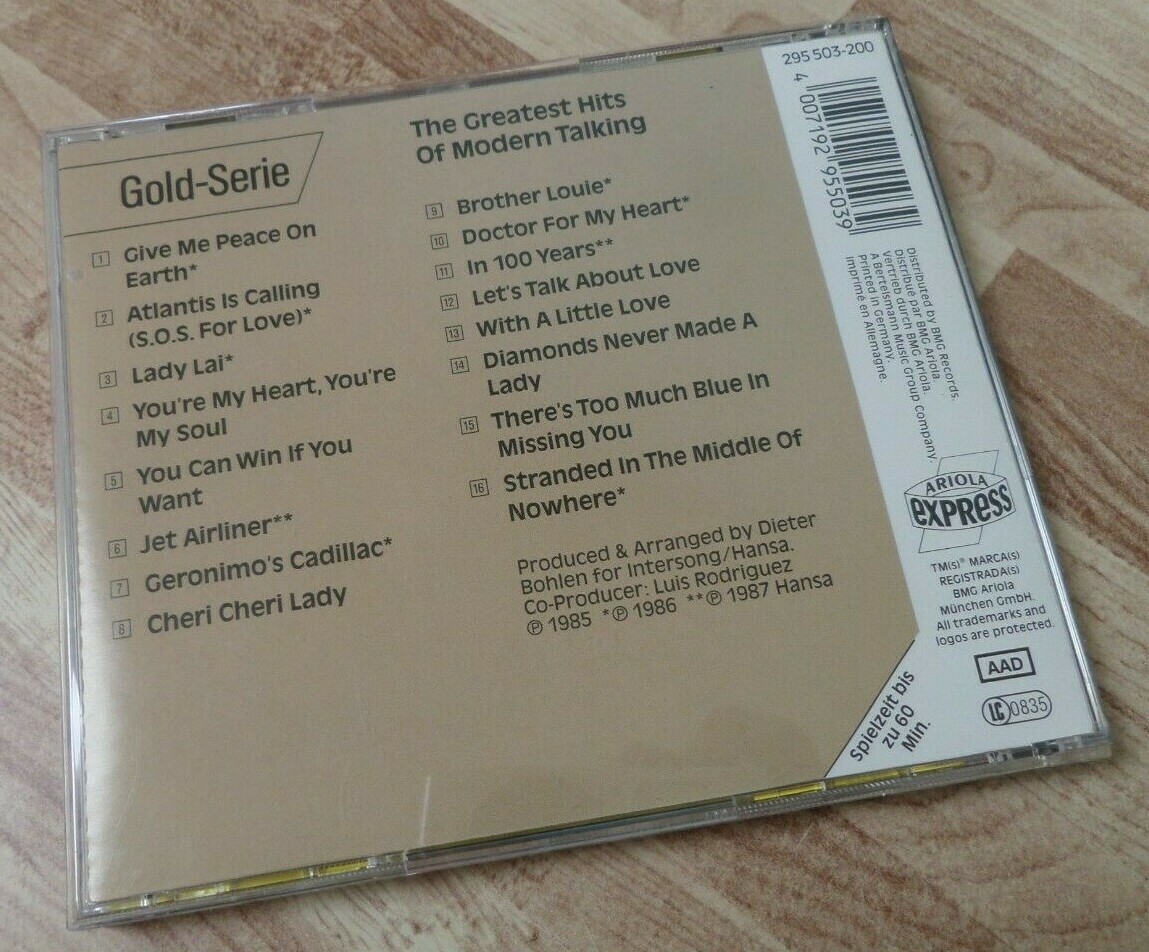 Gold-Serie
1 Give Me Peace On
Earth*
2 Atlantis Is Calling
(S.O.S. For Love)*
3 Lady Lai*
4 You're My Heart, You're
My Soul
5 You Can Win If You
Want
6 Jet Airliner**
7 Geronimo's Cadillac*
8 Cheri Cheri Lady
The Greatest Hits
Of Modern Talking
9 Brother Louie*
10 Doctor For My Heart*
11 In 100 Years**
12 Let's Talk About Love
13 With A Little Love
14 Diamonds Never Made A
Lady
15 There's Too Much Blue In
Missing You
16 Stranded In The Middle Of
Nowhere*
Produced & Arranged by Dieter
Bohlen for Intersong/Hansa.
Co-Producer: Luis Rodriguez
℗ 1985 *℗ 1986 **℗ 1987 Hansa
295 503-200
4 007192 955039
Distributed by BMG Records.
Distribué par BMG Ariola.
Vertrieb durch BMG Ariola.
A Bertelsmann Music Group company.
Printed in Germany.
Imprimé en Allemagne.
ARIOLA
EXPRESS
TM(S)® MARCA(S)
REGISTRADA(S)
BMG Ariola
München GmbH.
All trademarks and
logos are protected.
AAD
LC 0835
Spielzeit bis
zu 60
Min.